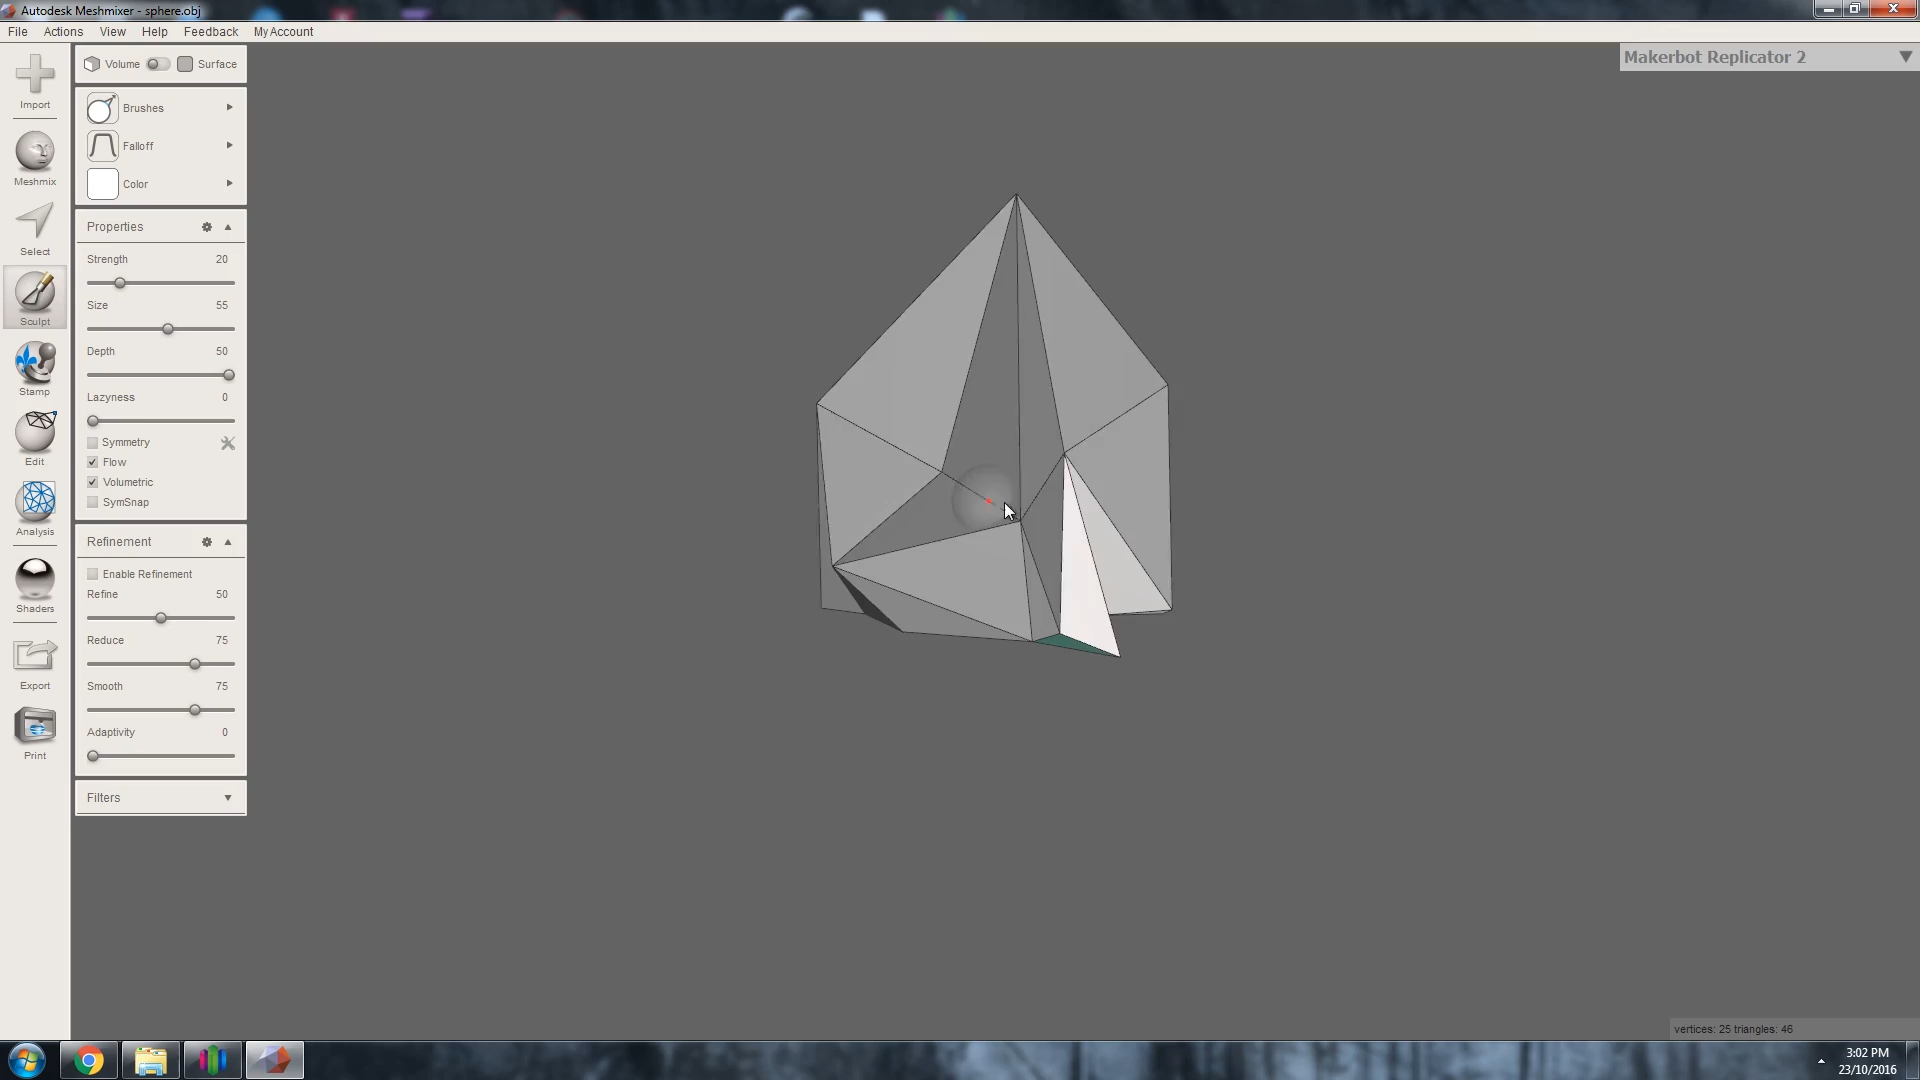 Autodesk Meshmixer - sphere.obj
File Actions View Help Feedback My Account
Import
Meshmix
Select
Sculpt
Stamp
Edit
Analysis
Shaders
Export
Print
Volume Surface
Brushes
Falloff
Color
Properties
Strength 20
Size 55
Depth 50
Lazyness 0
Symmetry
Flow
Volumetric
SymSnap
Refinement
Enable Refinement
Refine 50
Reduce 75
Smooth 75
Adaptivity 0
Filters
Makerbot Replicator 2
vertices: 25 triangles: 46
3:02 PM
23/10/2016